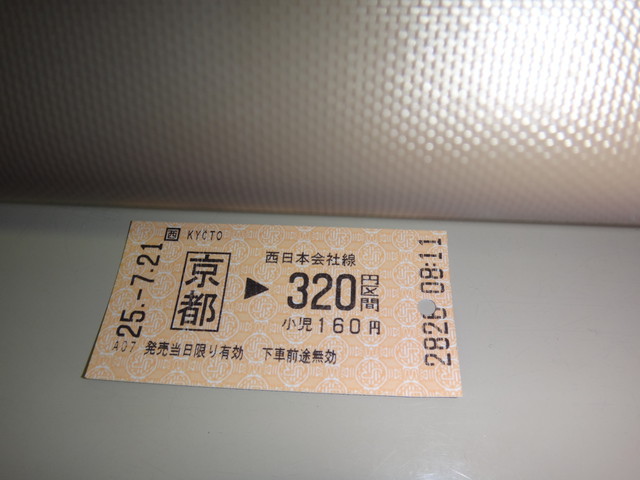 25.-7.21
西 KYOTO
京都
西日本会社線
▶ 320円区間
小児160円
A07 発売当日限り有効 下車前途無効
2826 08:11